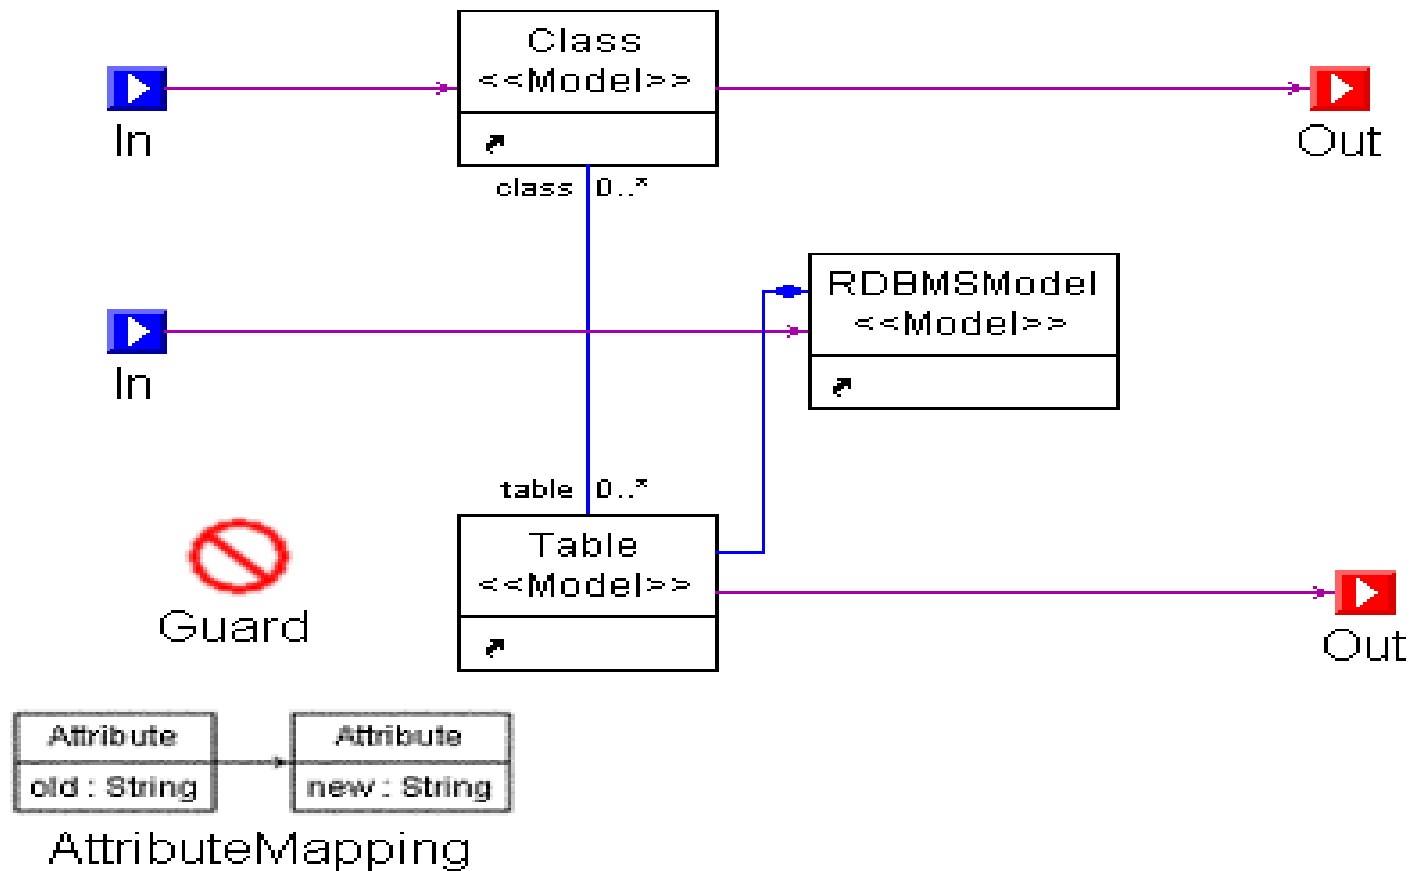 Class
<<Model>>
In
Out
class 0..*
RDBMSModel
<<Model>>
In
table 0..*
Table
<<Model>>
Guard
Out
Attribute
old : String
Attribute
new : String
AttributeMapping